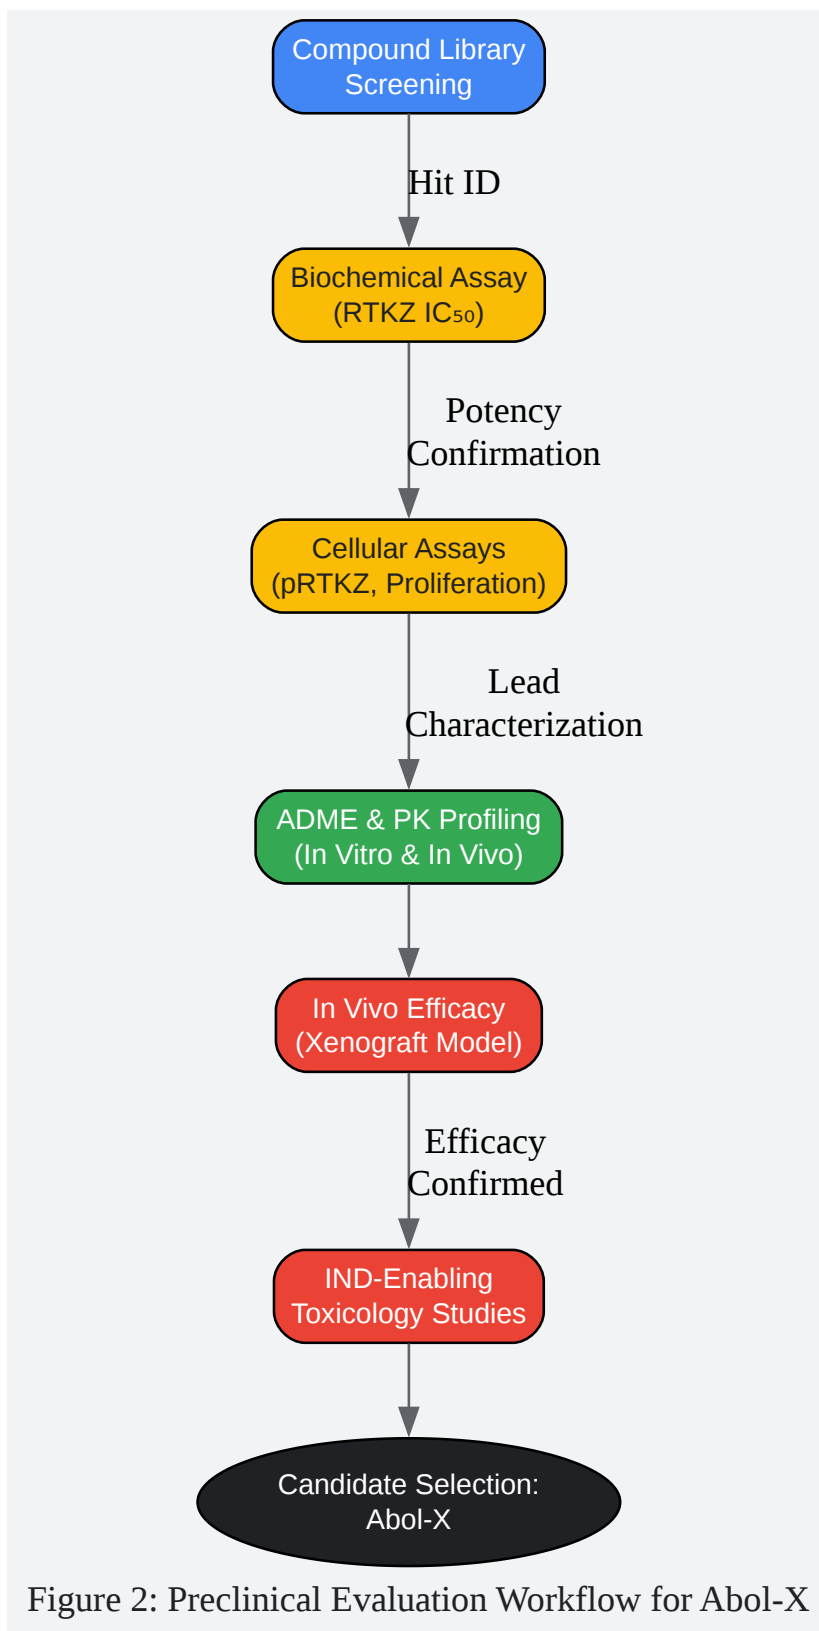 Compound Library
Screening
Hit ID
Biochemical Assay
(RTKZ IC₅₀)
Potency
Confirmation
Cellular Assays
(pRTKZ, Proliferation)
Lead
Characterization
ADME & PK Profiling
(In Vitro & In Vivo)
In Vivo Efficacy
(Xenograft Model)
Efficacy
Confirmed
IND-Enabling
Toxicology Studies
Candidate Selection:
Abol-X
Figure 2: Preclinical Evaluation Workflow for Abol-X